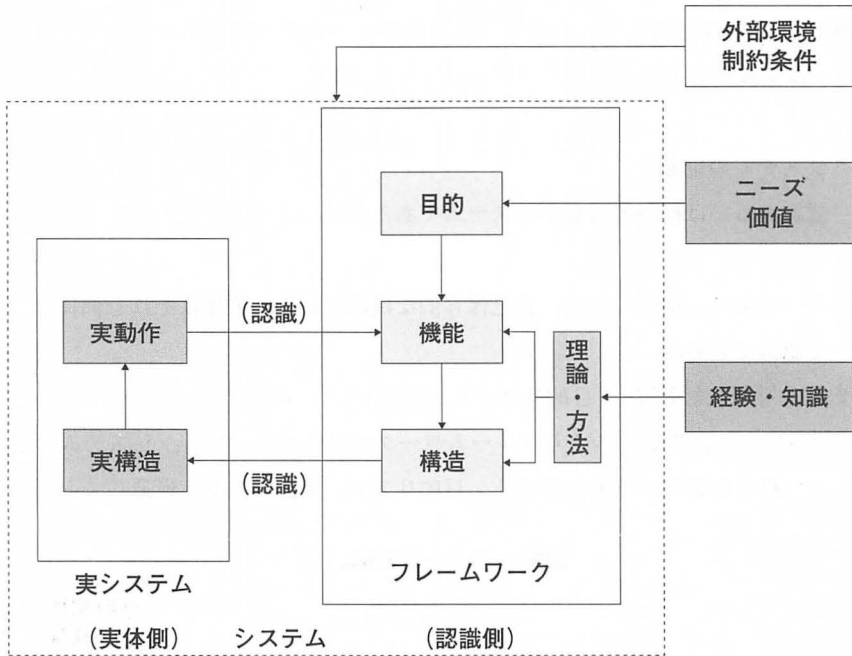 外部環境
制約条件
ニーズ
価値
目的
実動作
(認識)
機能
理論・方法
経験・知識
実構造
(認識)
構造
実システム
フレームワーク
(実体側)
システム
(認識側)